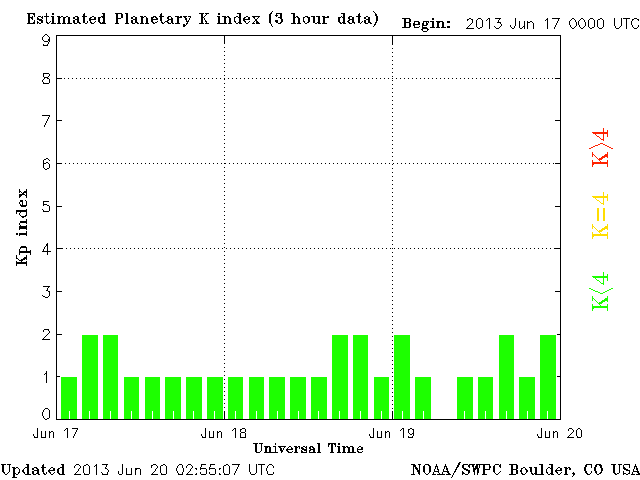 Estimated Planetary K index (3 hour data) Begin: 2013 Jun 17 0000 UTC
9
8
7
6
5
4
3
2
1
0
Kp index
K>4
K=4
K<4
Jun 17 Jun 18 Jun 19 Jun 20
Universal Time
Updated 2013 Jun 20 02:55:07 UTC NOAA/SWPC Boulder, CO USA